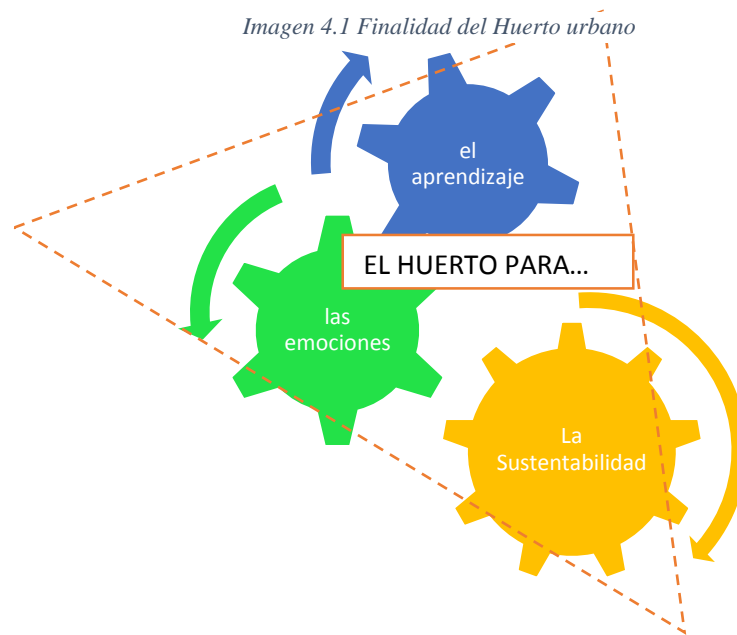 Imagen 4.1 Finalidad del Huerto urbano
el
aprendizaje
EL HUERTO PARA...
las
emociones
La
Sustentabilidad